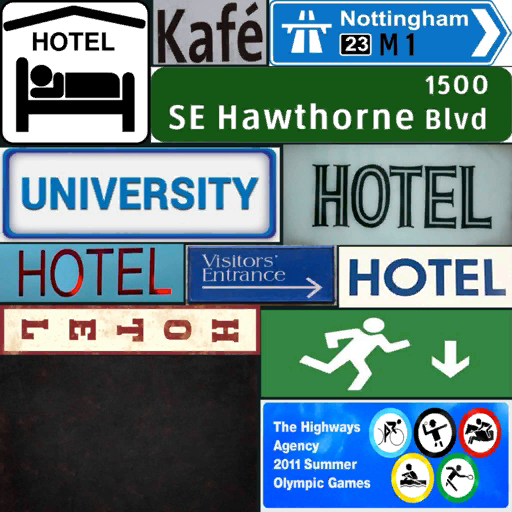 HOTEL
Kafé
Nottingham
23 M1
1500
SE Hawthorne Blvd
UNIVERSITY
HOTEL
HOTEL
Visitors'
Entrance
HOTEL
HOTEL
The Highways
Agency
2011 Summer
Olympic Games